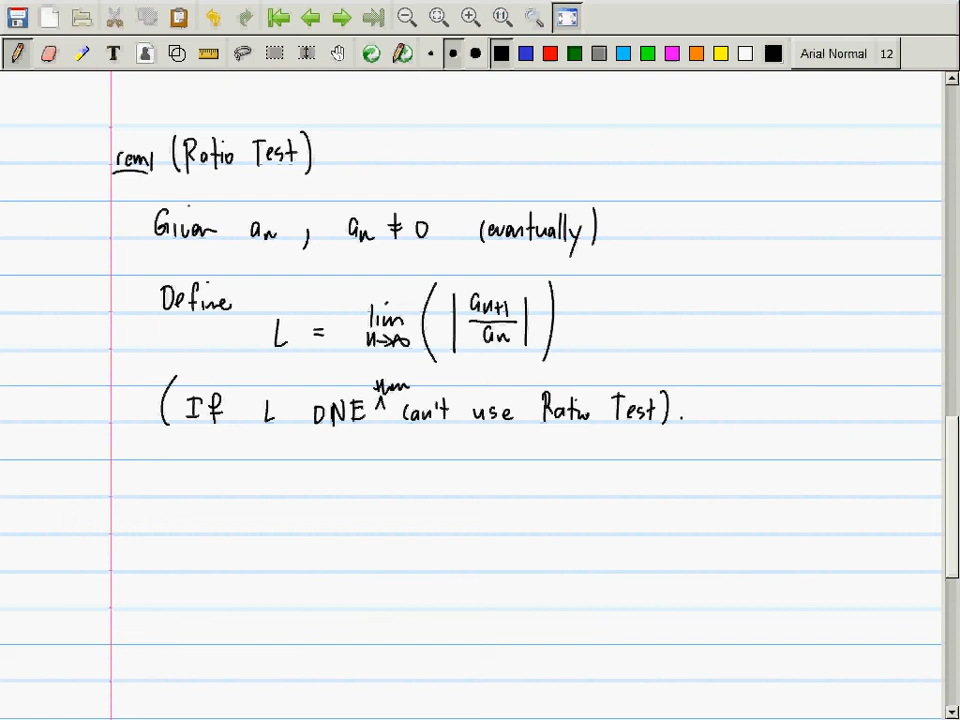 Arial Normal 12
rem (Ratio Test)
Given an , an ≠ 0 (eventually)
Define
L = lim n→∞ ( | an+1 / an | )
then
(If L DNE ^ can't use Ratio Test).